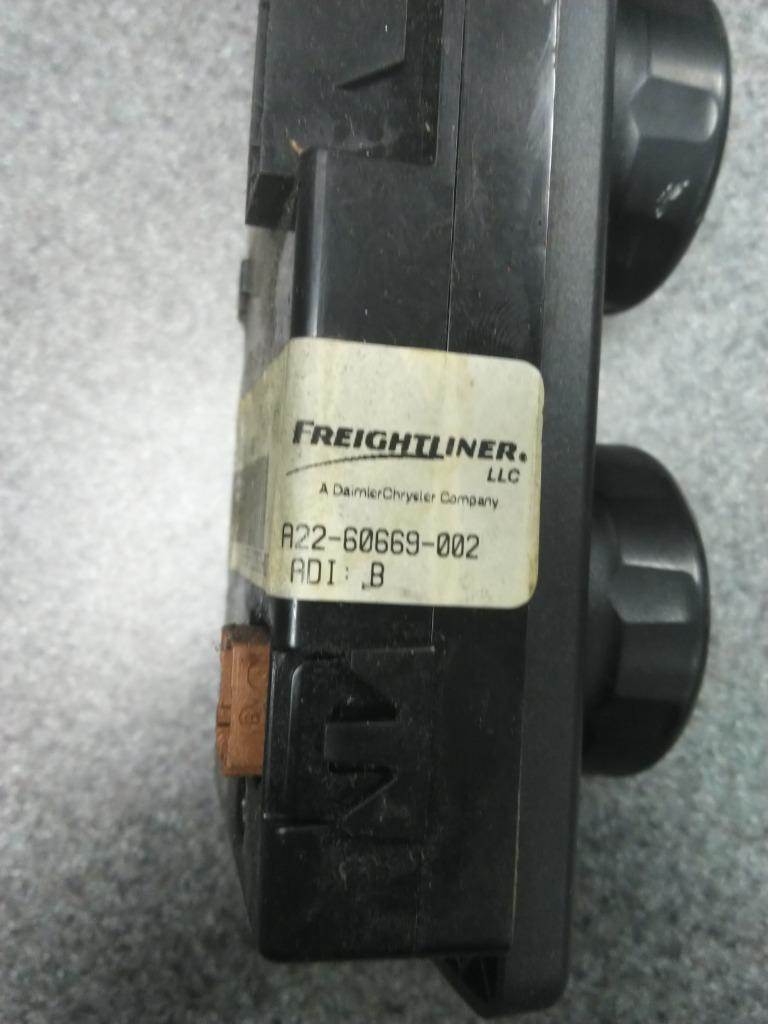 FREIGHTLINER.
LLC
A DaimlerChrysler Company
A22-60669-002
ADI: B